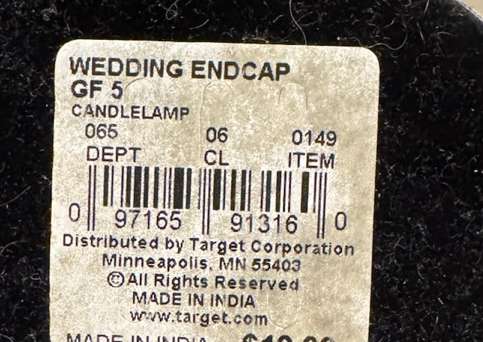 WEDDING ENDCAP
GF 5
CANDLELAMP
065 06 0149
DEPT CL ITEM
0 97165 91316 0
Distributed by Target Corporation
Minneapolis, MN 55403
©All Rights Reserved
MADE IN INDIA
www.target.com
MADE IN INDIA